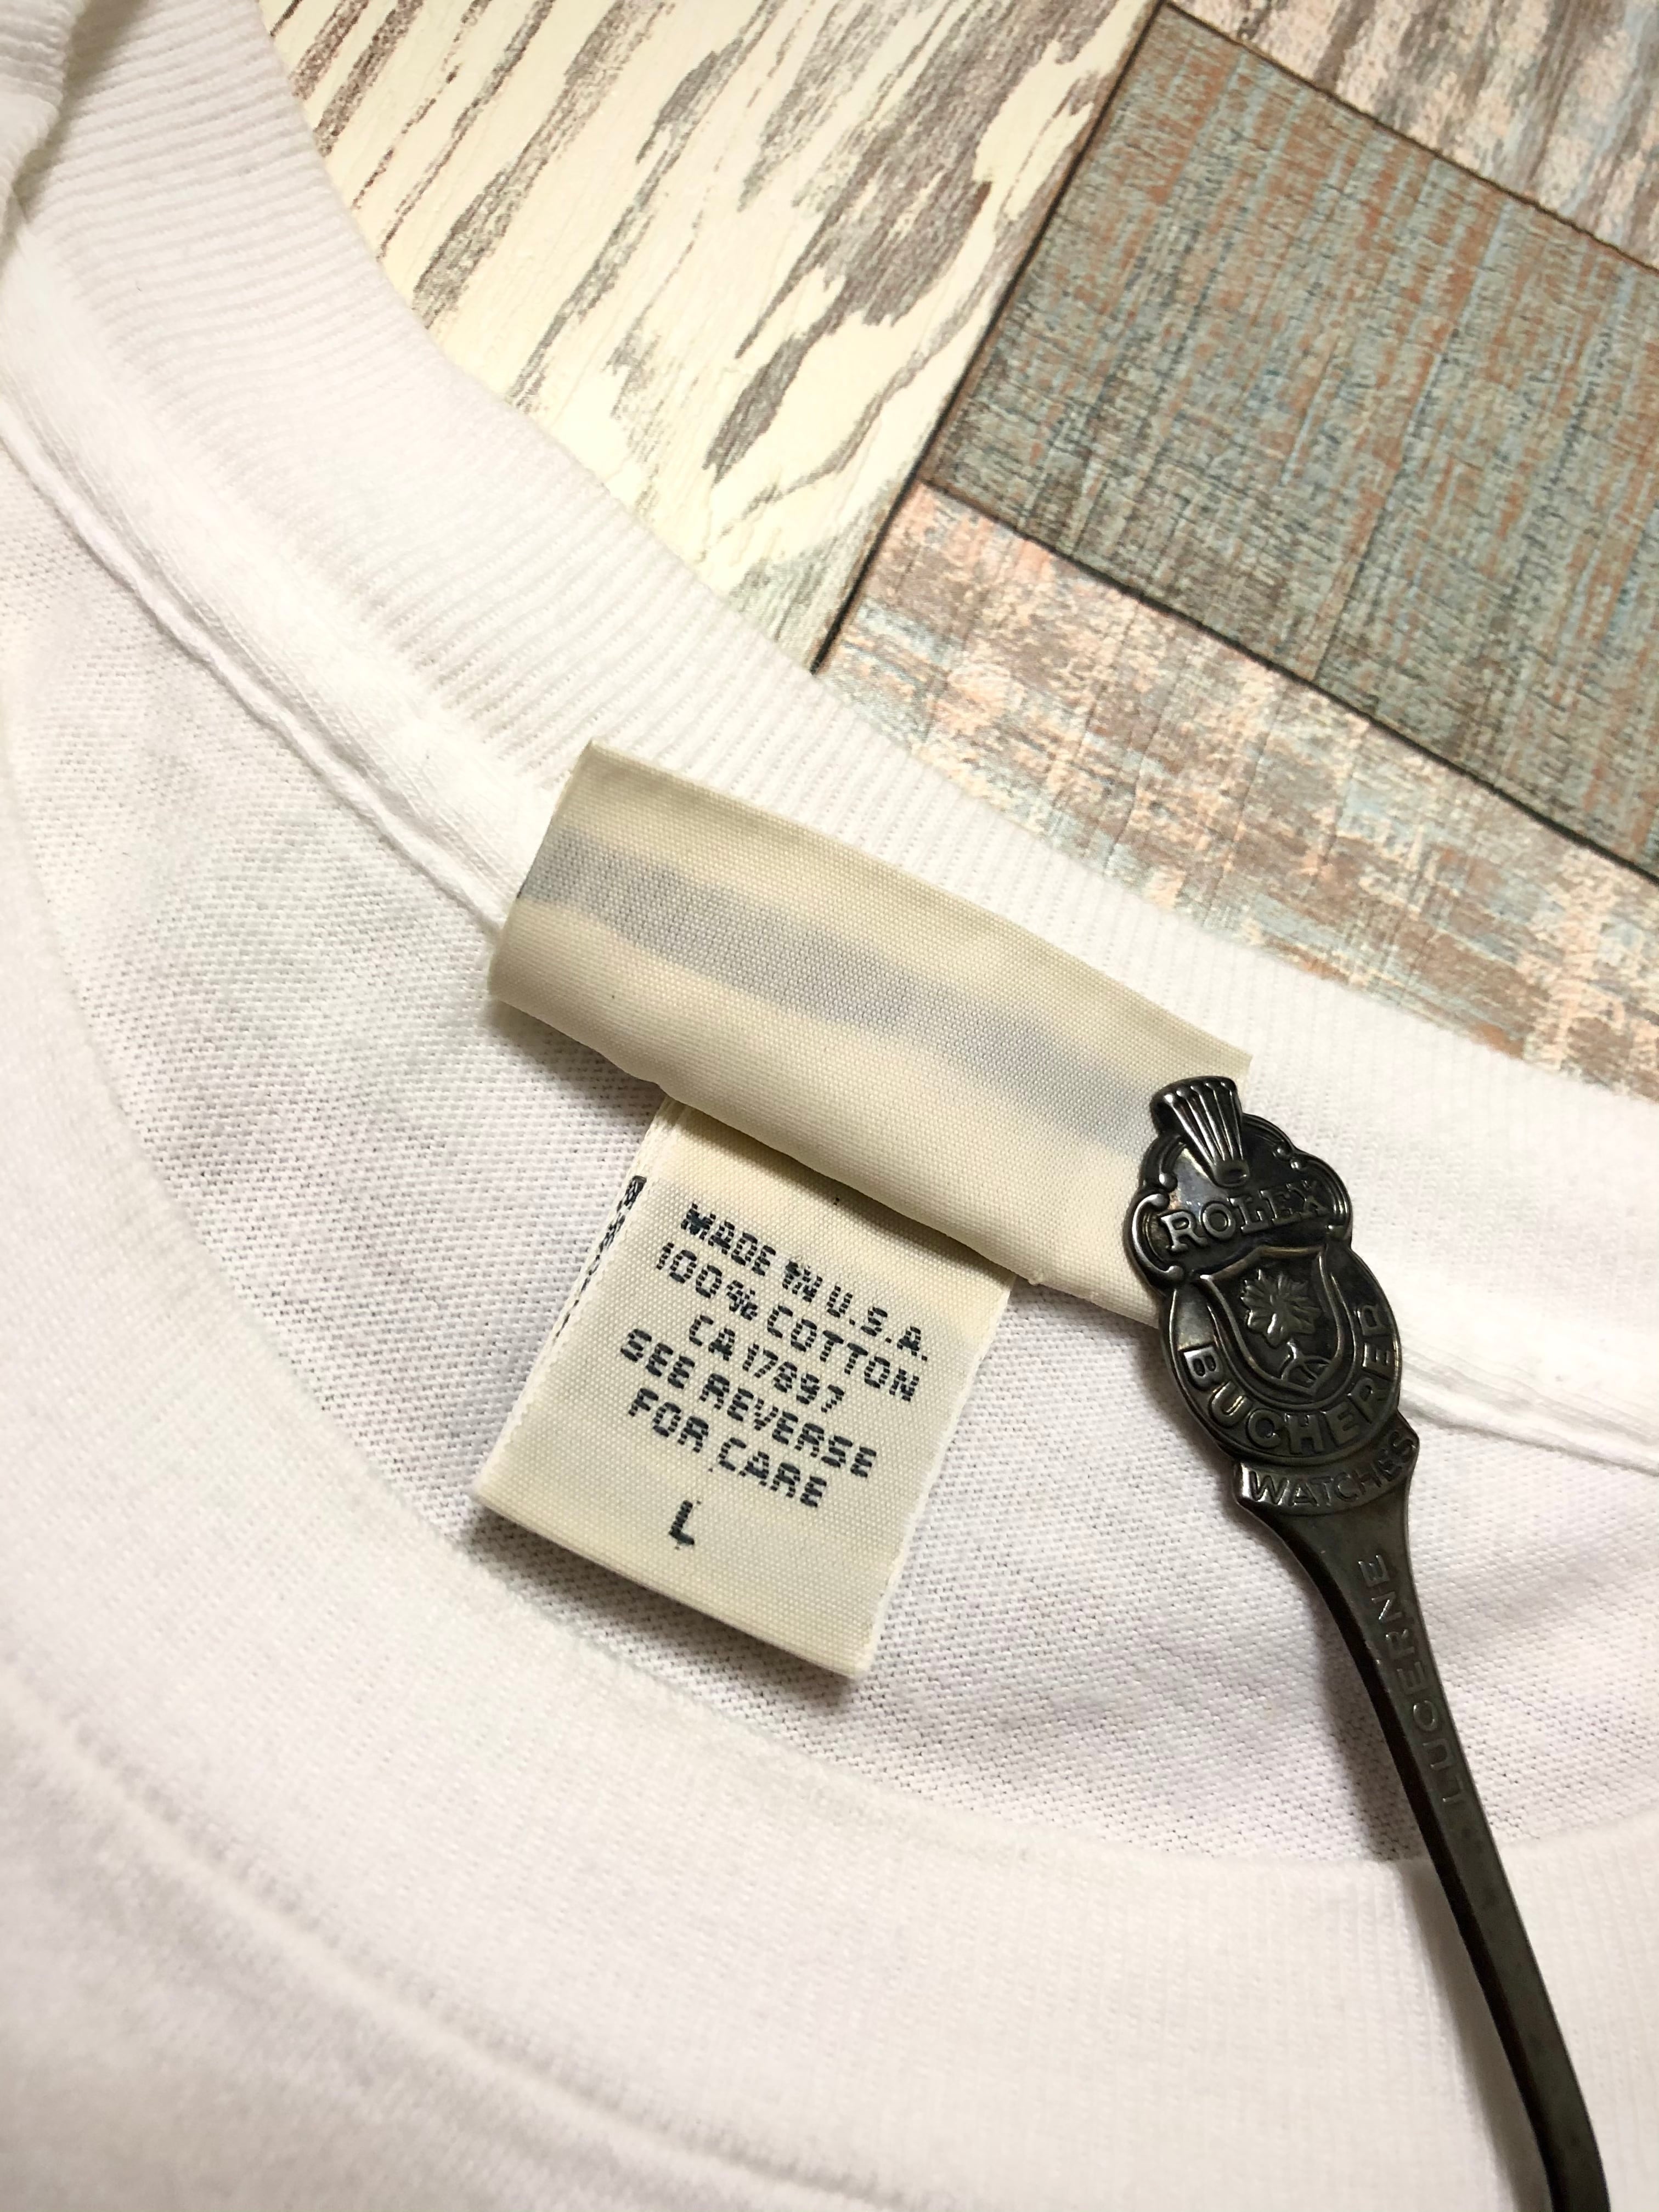 MADE IN U.S.A.
100% COTTON
CA 17897
SEE REVERSE
FOR CARE
L
ROLEX
BUCHERER
WATCHES
LUCERNE